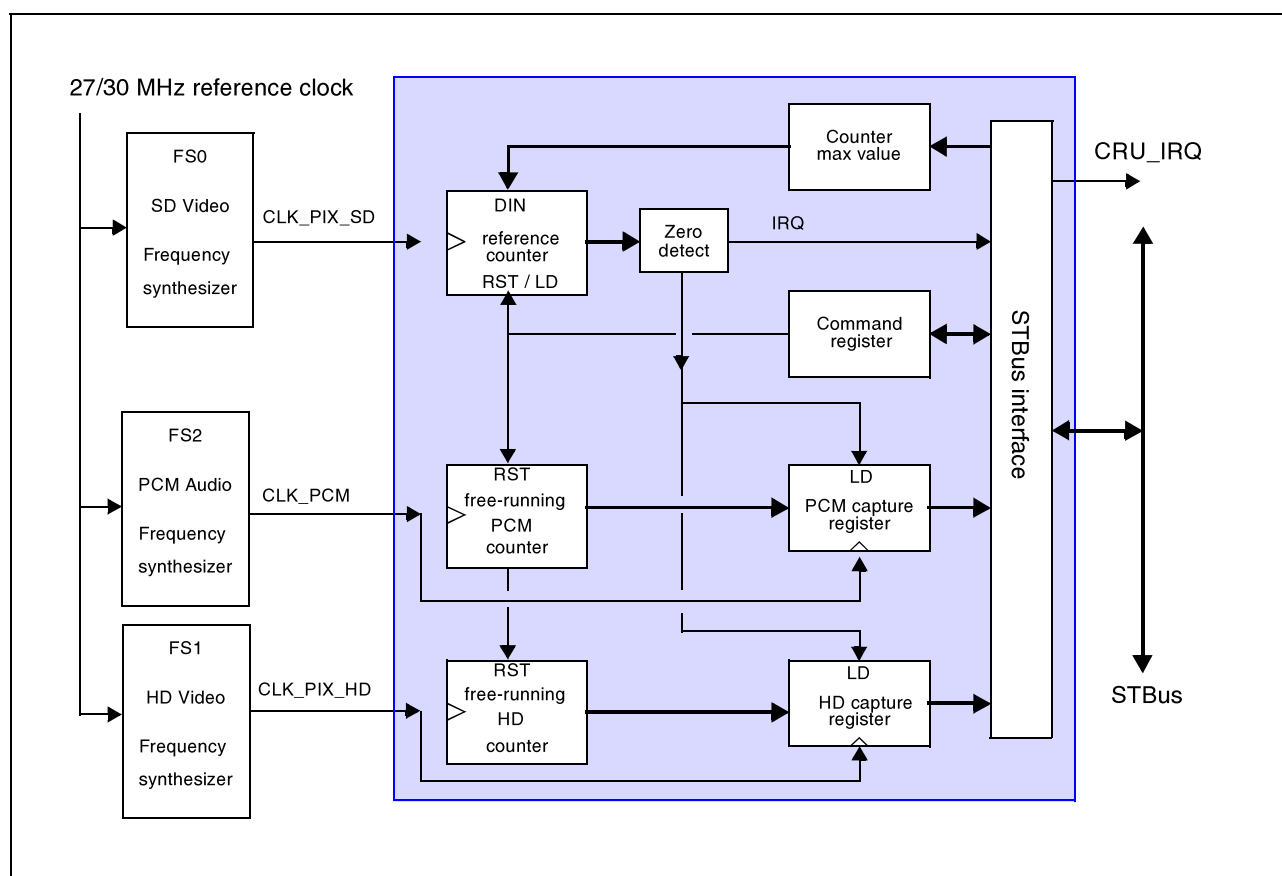 27/30 MHz reference clock
FS0
SD Video
Frequency
synthesizer
CLK_PIX_SD
DIN
reference
counter
RST / LD
Zero
detect
IRQ
Counter
max value
CRU_IRQ
Command
register
STBus interface
FS2
PCM Audio
Frequency
synthesizer
CLK_PCM
RST
free-running
PCM
counter
LD
PCM capture
register
FS1
HD Video
Frequency
synthesizer
CLK_PIX_HD
RST
free-running
HD
counter
LD
HD capture
register
STBus